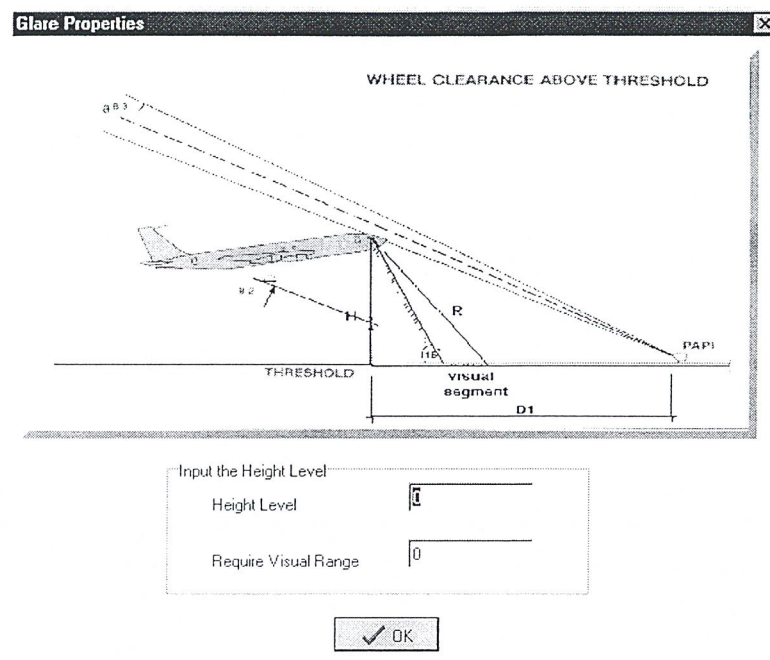 Glare Properties
WHEEL CLEARANCE ABOVE THRESHOLD
H
R
PAPI
THRESHOLD
visual
segment
D1
Input the Height Level
Height Level
Require Visual Range
0
OK